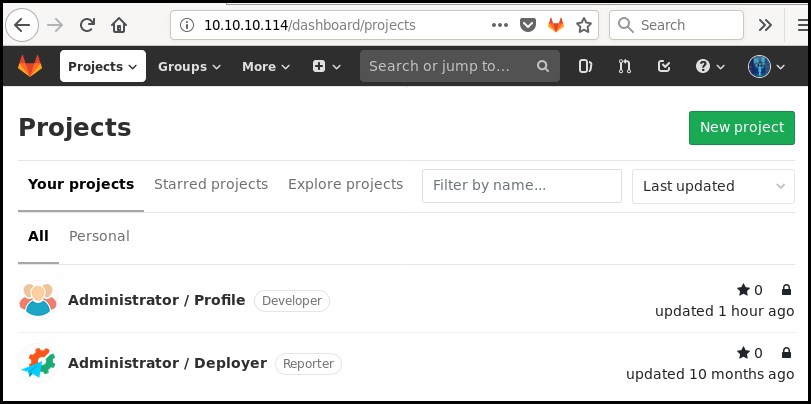 10.10.10.114/dashboard/projects
Search
Projects Groups More Search or jump to...
Projects
New project
Your projects Starred projects Explore projects Filter by name... Last updated
All Personal
Administrator / Profile Developer
0
updated 1 hour ago
Administrator / Deployer Reporter
0
updated 10 months ago